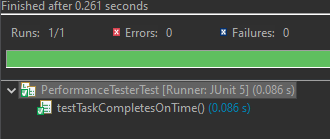 Finished after 0.261 seconds
Runs: 1/1 Errors: 0 Failures: 0
PerformanceTesterTest [Runner: JUnit 5] (0.086 s)
testTaskCompletesOnTime() (0.086 s)